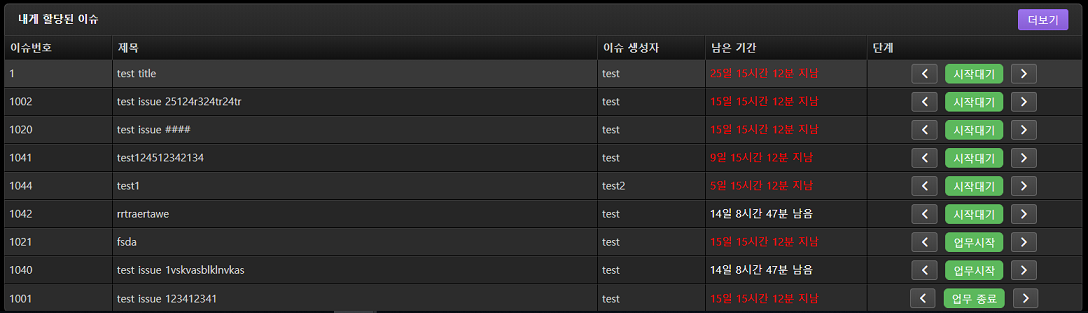 내게 할당된 이슈 더보기
이슈번호 제목 이슈 생성자 남은 기간 단계
1 test title test 25일 15시간 12분 지남 시작대기
1002 test issue 25124r324tr24tr test 15일 15시간 12분 지남 시작대기
1020 test issue #### test 15일 15시간 12분 지남 시작대기
1041 test124512342134 test 9일 15시간 12분 지남 시작대기
1044 test1 test2 5일 15시간 12분 지남 시작대기
1042 rrtraertawe test 14일 8시간 47분 남음 시작대기
1021 fsda test 15일 15시간 12분 지남 업무시작
1040 test issue 1vskvasblklnvkas test 14일 8시간 47분 남음 업무시작
1001 test issue 123412341 test 15일 15시간 12분 지남 업무 종료